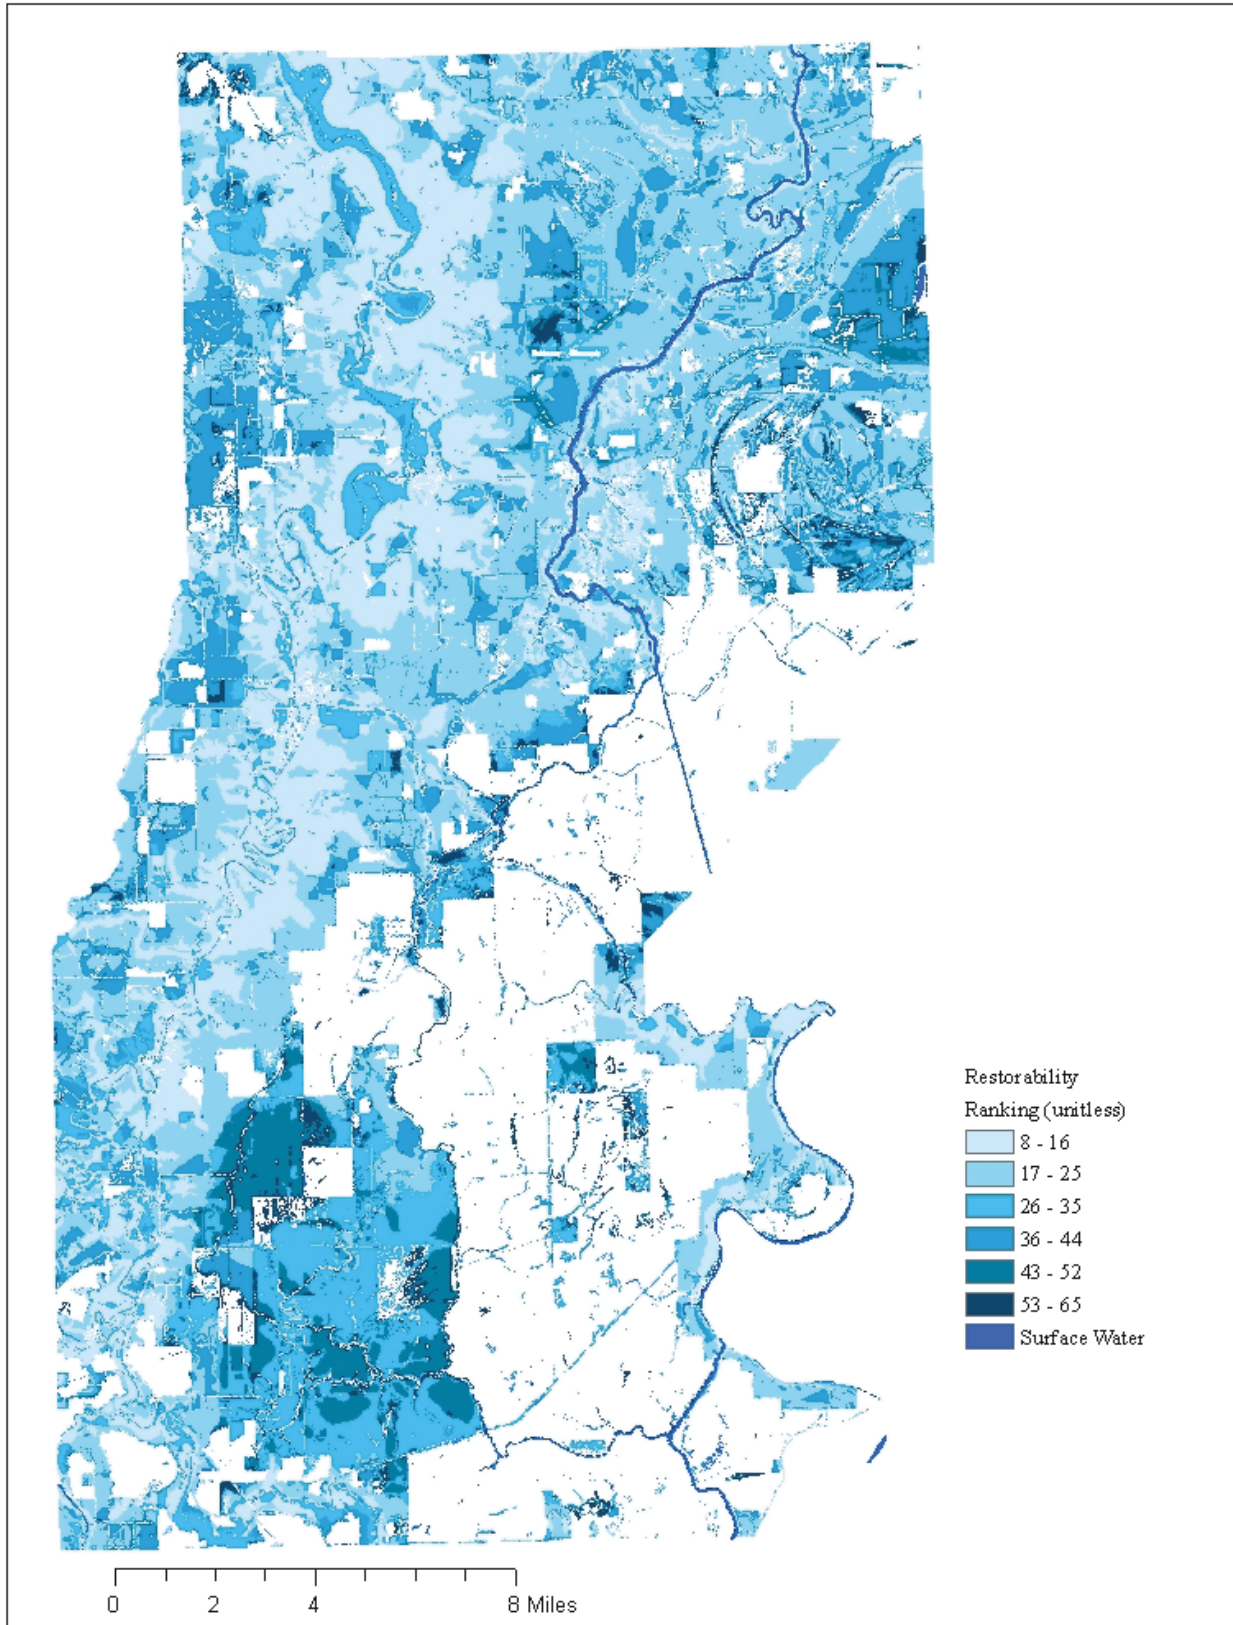 Restorability
Ranking (unitless)
8 - 16
17 - 25
26 - 35
36 - 44
43 - 52
53 - 65
Surface Water
0 2 4 8 Miles